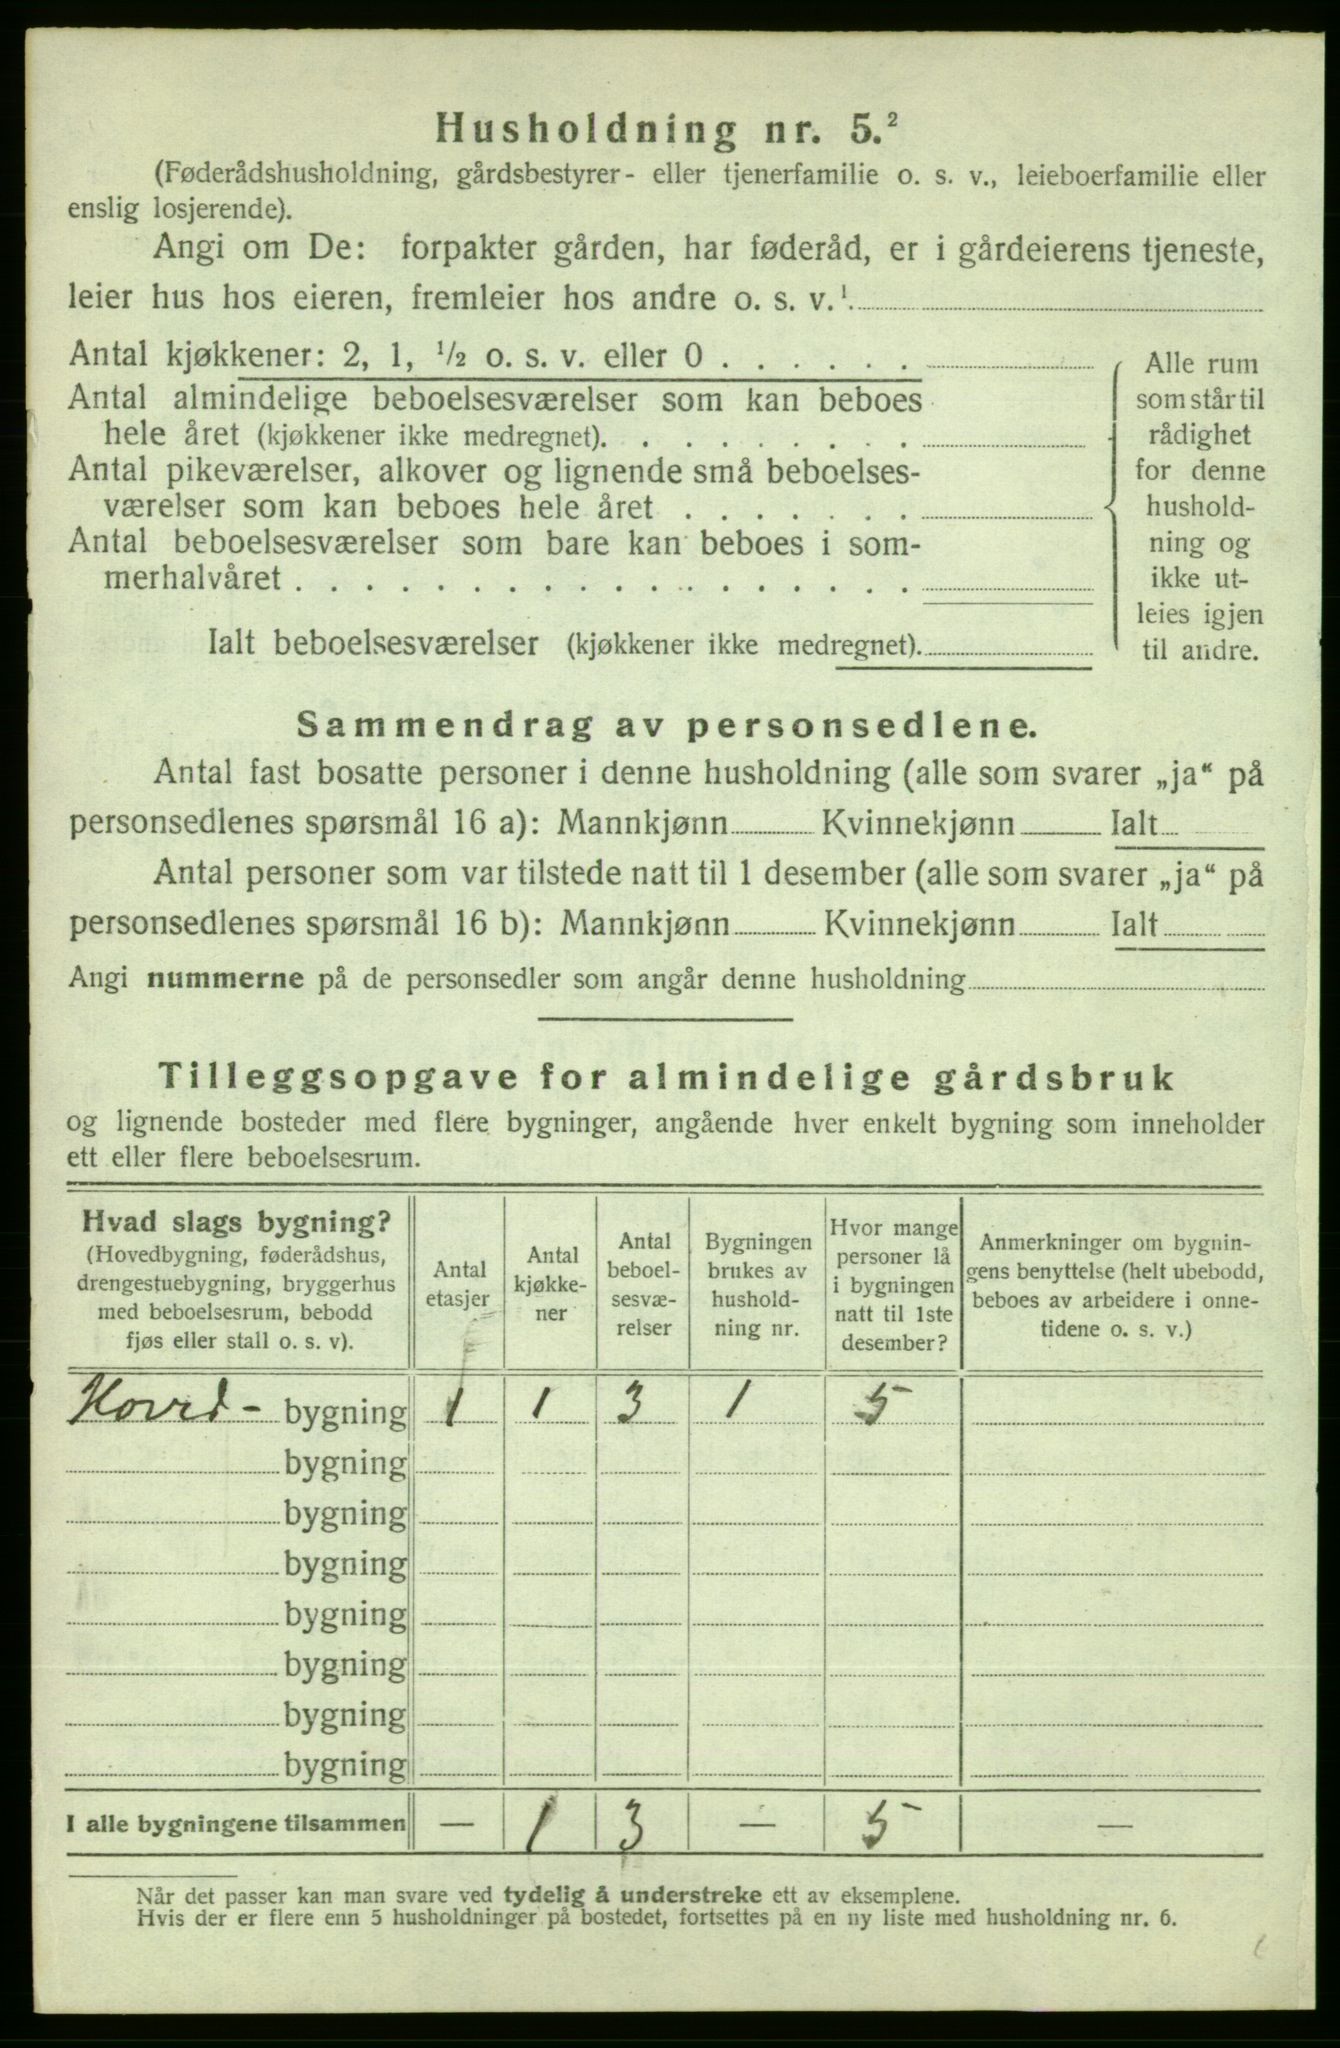 Husholdning nr. 5.²
(Føderådshusholdning, gårdsbestyrer- eller tjenerfamilie o. s. v., leieboerfamilie eller
enslig losjerende).
Angi om De: forpakter gården, har føderåd, er i gårdeierens tjeneste,
leier hus hos eieren, fremleier hos andre o. s. v.¹
Antal kjøkkener: 2, 1, ½ o. s. v. eller 0 . . . . . .
Antal almindelige beboelsesværelser som kan beboes
hele året (kjøkkener ikke medregnet). . . . . . . . .
Antal pikeværelser, alkover og lignende små beboelses-
værelser som kan beboes hele året . . . . . . .
Antal beboelsesværelser som bare kan beboes i som-
merhalvåret . . . . . . . . . . . . . . . . . .
Ialt beboelsesværelser (kjøkkener ikke medregnet).
Alle rum
som står til
rådighet
for denne
hushold-
ning og
ikke ut-
leies igjen
til andre.
Sammendrag av personsedlene.
Antal fast bosatte personer i denne husholdning (alle som svarer „ja“ på
personsedlenes spørsmål 16 a): Mannkjønn Kvinnekjønn Ialt
Antal personer som var tilstede natt til 1 desember (alle som svarer „ja“ på
personsedlenes spørsmål 16 b): Mannkjønn Kvinnekjønn Ialt
Angi nummerne på de personsedler som angår denne husholdning
Tilleggsopgave for almindelige gårdsbruk
og lignende bosteder med flere bygninger, angående hver enkelt bygning som inneholder
ett eller flere beboelsesrum.
Hvad slags bygning?
(Hovedbygning, føderådshus,
drengestuebygning, bryggerhus
med beboelsesrum, bebodd
fjøs eller stall o. s. v).
Antal
etasjer
Antal
kjøkke-
ner
Antal
beboel-
sesvæ-
relser
Bygningen
brukes av
hushold-
ning nr.
Hvor mange
personer lå
i bygningen
natt til 1ste
desember?
Anmerkninger om bygnin-
gens benyttelse (helt ubebodd,
beboes av arbeidere i onne-
tidene o. s. v.)
Hoved- bygning 1 1 3 1 5
bygning
bygning
bygning
bygning
bygning
bygning
bygning
I alle bygningene tilsammen — 1 3 — 5 —
Når det passer kan man svare ved tydelig å understreke ett av eksemplene.
Hvis der er flere enn 5 husholdninger på bostedet, fortsettes på en ny liste med husholdning nr. 6.